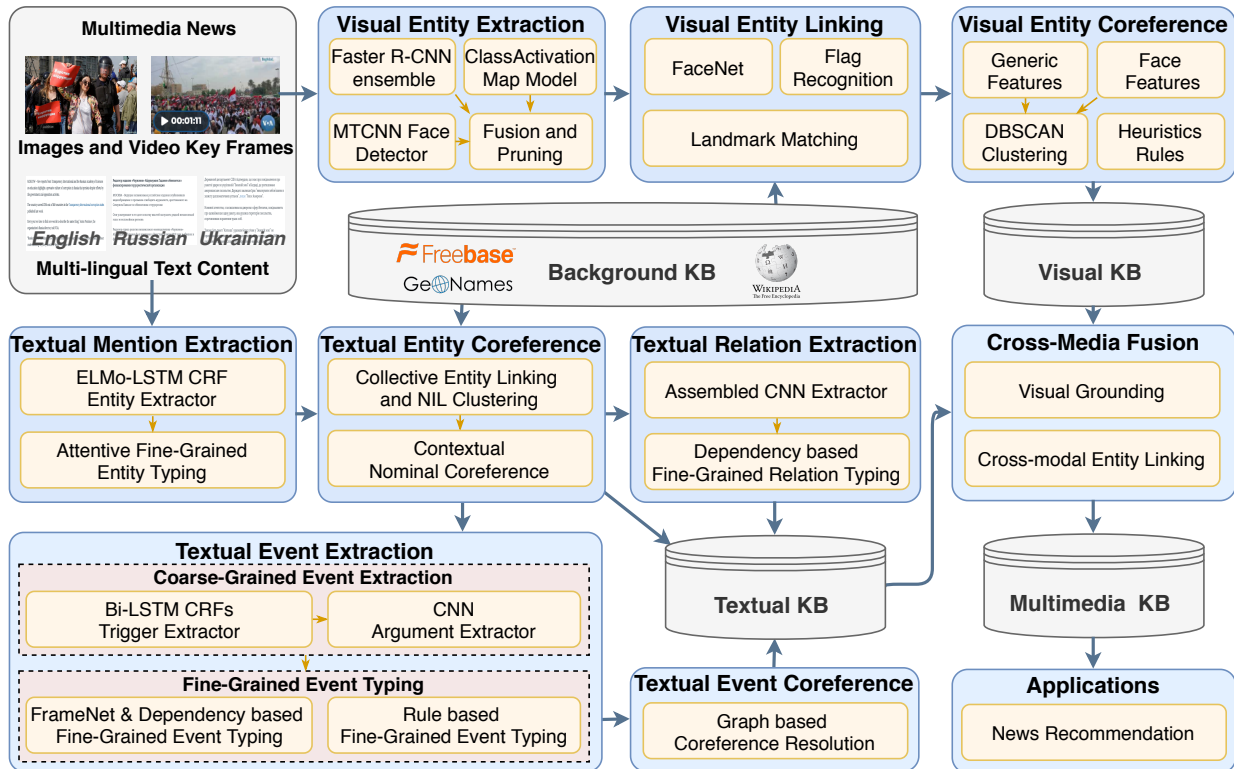 Multimedia News
00:01:11
VOA
Images and Video Key Frames
English Russian Ukrainian
Multi-lingual Text Content
Visual Entity Extraction
Faster R-CNN
ensemble
ClassActivation
Map Model
MTCNN Face
Detector
Fusion and
Pruning
Visual Entity Linking
FaceNet
Flag
Recognition
Landmark Matching
Visual Entity Coreference
Generic
Features
Face
Features
DBSCAN
Clustering
Heuristics
Rules
Freebase
GeoNames
Background KB
WIKIPEDIA
The Free Encyclopedia
Visual KB
Textual Mention Extraction
ELMo-LSTM CRF
Entity Extractor
Attentive Fine-Grained
Entity Typing
Textual Entity Coreference
Collective Entity Linking
and NIL Clustering
Contextual
Nominal Coreference
Textual Relation Extraction
Assembled CNN Extractor
Dependency based
Fine-Grained Relation Typing
Cross-Media Fusion
Visual Grounding
Cross-modal Entity Linking
Textual Event Extraction
Coarse-Grained Event Extraction
Bi-LSTM CRFs
Trigger Extractor
CNN
Argument Extractor
Fine-Grained Event Typing
FrameNet & Dependency based
Fine-Grained Event Typing
Rule based
Fine-Grained Event Typing
Textual KB
Textual Event Coreference
Graph based
Coreference Resolution
Multimedia KB
Applications
News Recommendation